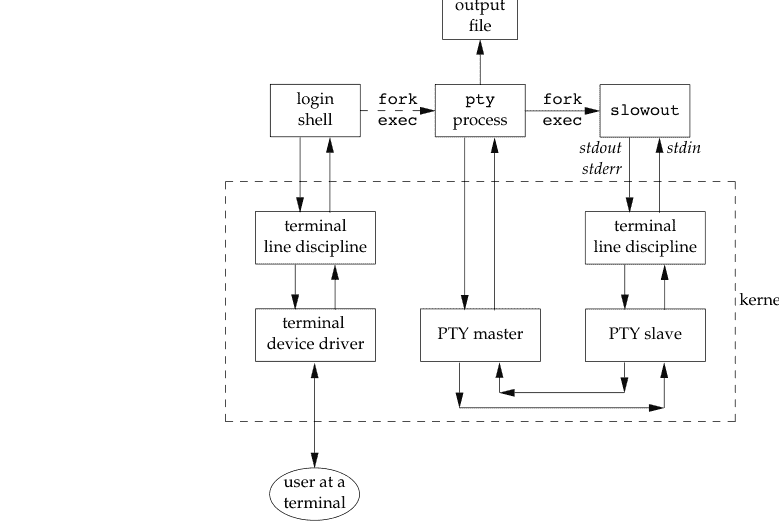 output
file
login
shell
fork
exec
pty
process
fork
exec
slowout
stdout
stderr
stdin
terminal
line discipline
terminal
line discipline
kerne
terminal
device driver
PTY master
PTY slave
user at a
terminal